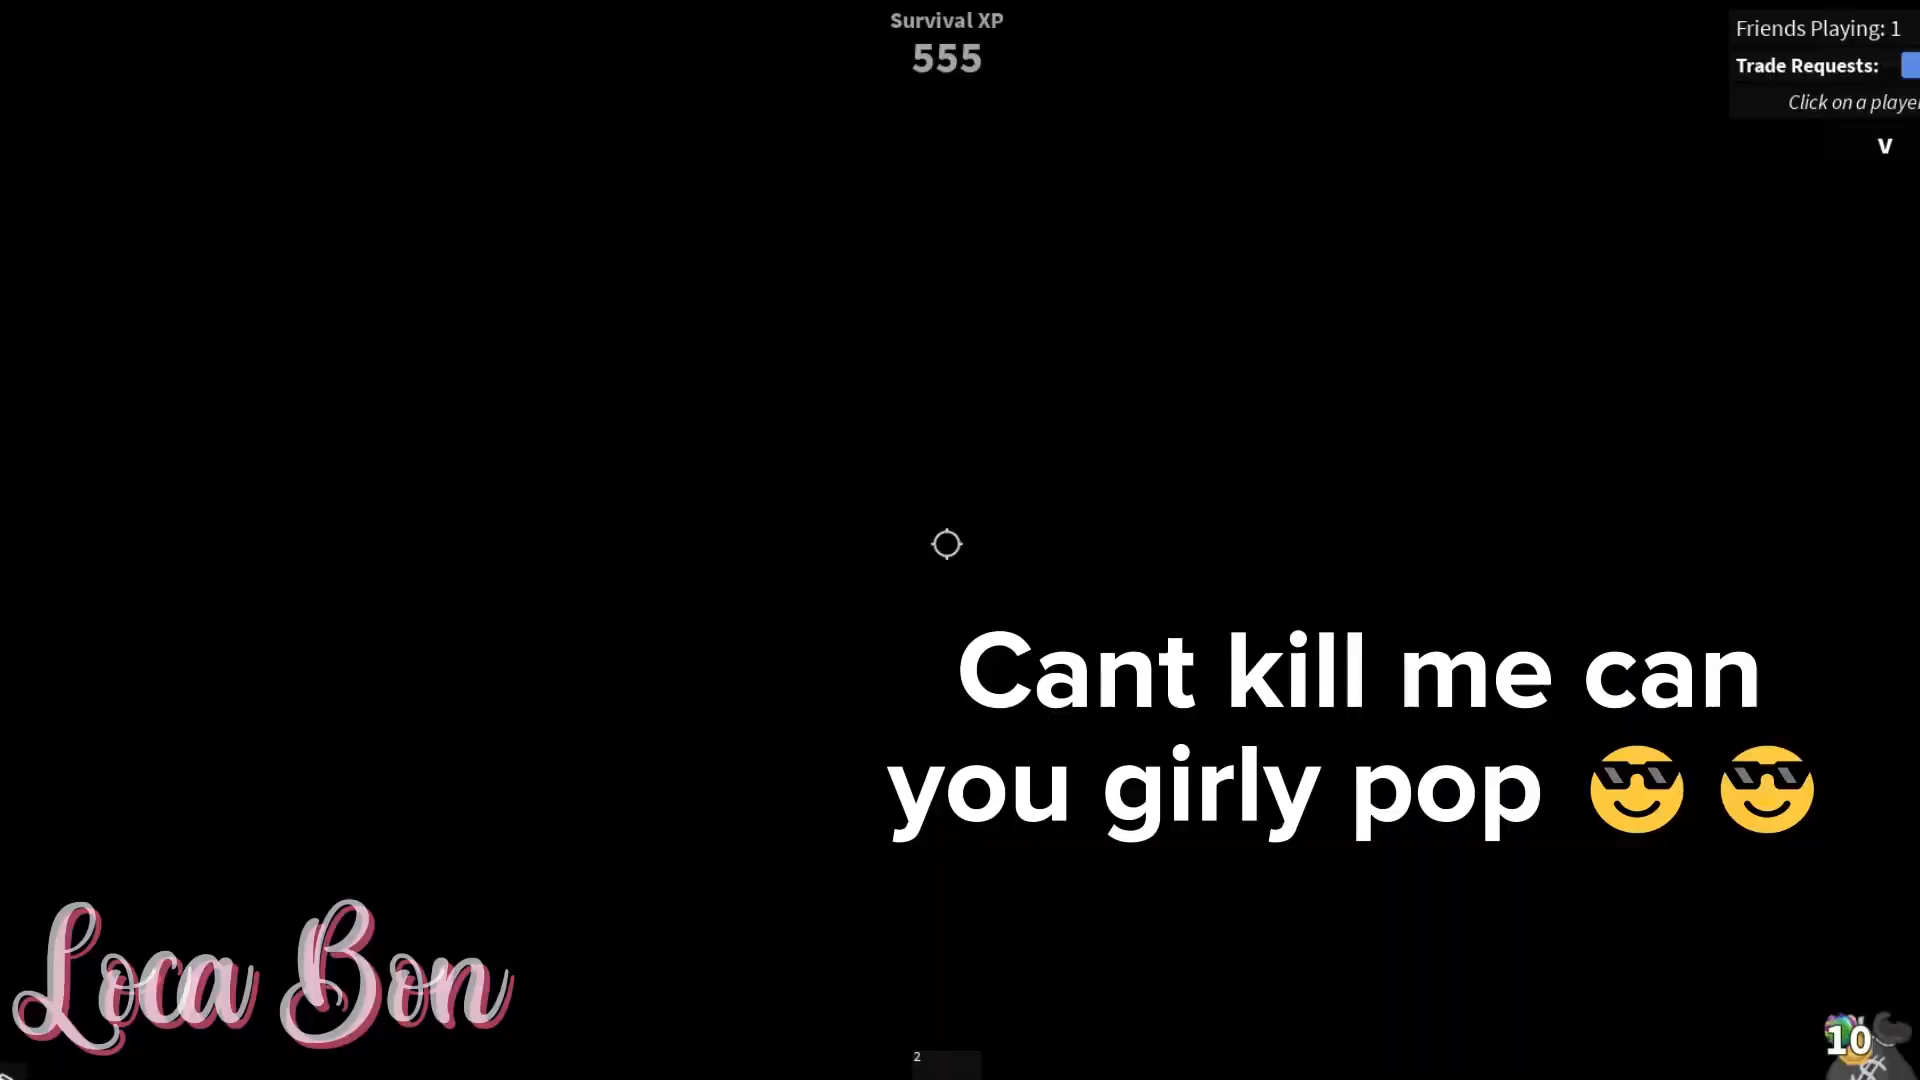 Survival XP
555
Friends Playing: 1
Trade Requests:
Click on a player
V
Cant kill me can
you girly pop 😎 😎
Loca Bon
10
2